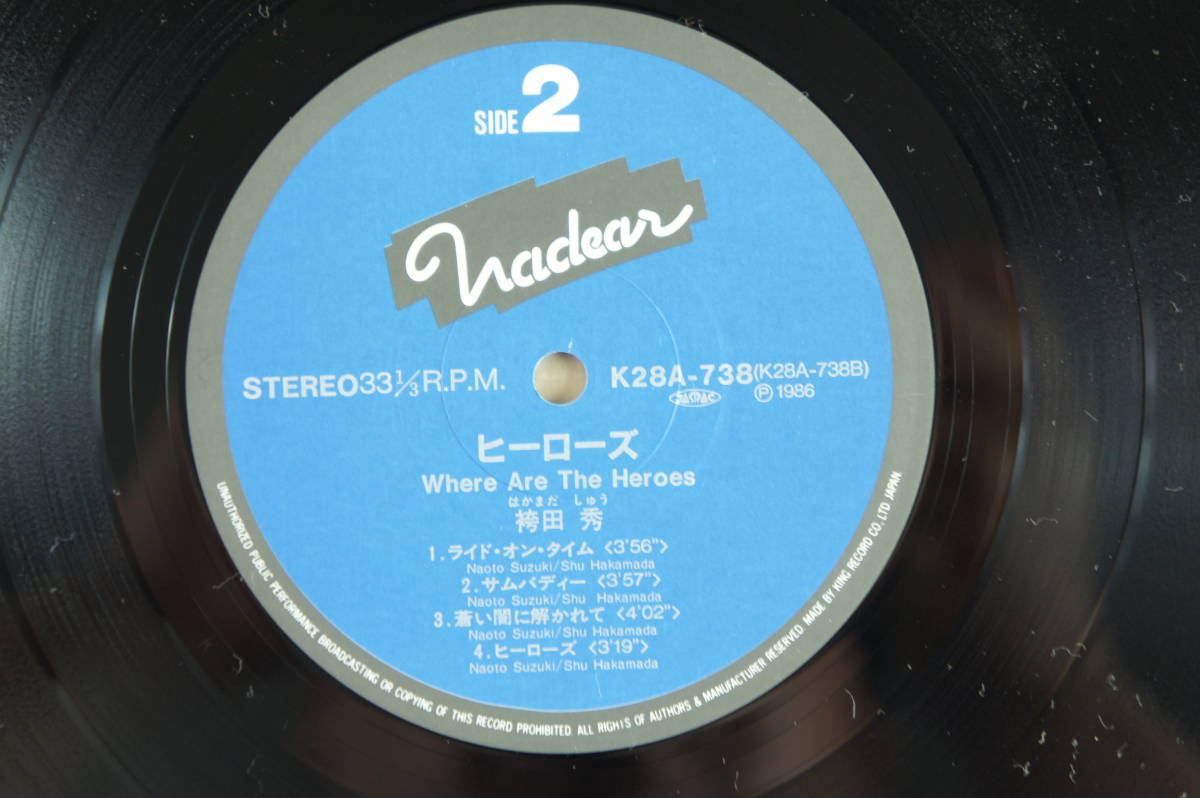 SIDE 2
Nadear
STEREO 33 1/3 R.P.M.
K28A-738 (K28A-738B)
JASRAC
Ⓟ 1986
ヒーローズ
Where Are The Heroes
はかまだ しゅう
袴田 秀
1. ライド・オン・タイム 〈3'56"〉
Naoto Suzuki/Shu Hakamada
2. サムバディー 〈3'57"〉
Naoto Suzuki/Shu Hakamada
3. 蒼い闇に解かれて 〈4'02"〉
Naoto Suzuki/Shu Hakamada
4. ヒーローズ 〈3'19"〉
Naoto Suzuki/Shu Hakamada
UNAUTHORIZED PUBLIC PERFORMANCE BROADCASTING OR COPYING OF THIS RECORD PROHIBITED. ALL RIGHTS OF AUTHORS & MANUFACTURER RESERVED. MADE BY KING RECORD CO. LTD JAPAN